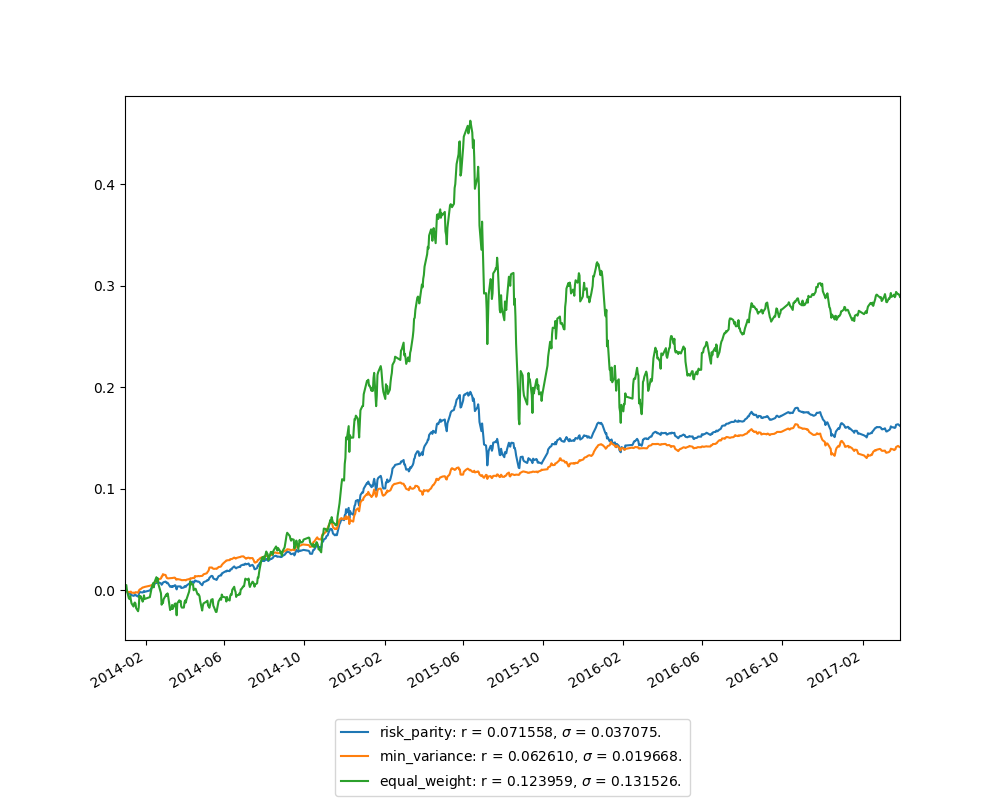 0.4
0.3
0.2
0.1
0.0
2014-02 2014-06 2014-10 2015-02 2015-06 2015-10 2016-02 2016-06 2016-10 2017-02
risk_parity: r = 0.071558, σ = 0.037075.
min_variance: r = 0.062610, σ = 0.019668.
equal_weight: r = 0.123959, σ = 0.131526.